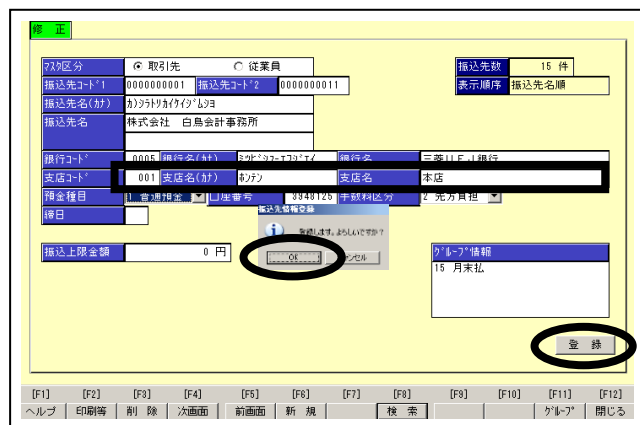 修 正
ﾏｽﾀ区分 取引先 従業員 振込先数 15 件
振込先ｺｰﾄﾞ1 0000000001 振込先ｺｰﾄﾞ2 0000000011 表示順序 振込先名順
振込先名(ｶﾅ) ｶ)ｼﾗﾄﾘｶｲｹｲｼﾞﾑｼﾖ
振込先名 株式会社 白鳥会計事務所
銀行ｺｰﾄﾞ 0005 銀行名(ｶﾅ) 銀行名 三菱UFJ銀行
支店ｺｰﾄﾞ 001 支店名(ｶﾅ) ﾎﾝﾃﾝ 支店名 本店
預金種目 1 普通預金 口座番号 3948125 手数料区分 2 先方負担
締日
振込先情報登録
登録します。よろしいですか?
OK キャンセル
振込上限金額 0 円
ｸﾞﾙｰﾌﾟ情報
15 月末払
登 録
[F1] [F2] [F3] [F4] [F5] [F6] [F7] [F8] [F9] [F10] [F11] [F12]
ヘルプ 印刷等 削 除 次画面 前画面 新 規 検 索 ｸﾞﾙｰﾌﾟ 閉じる